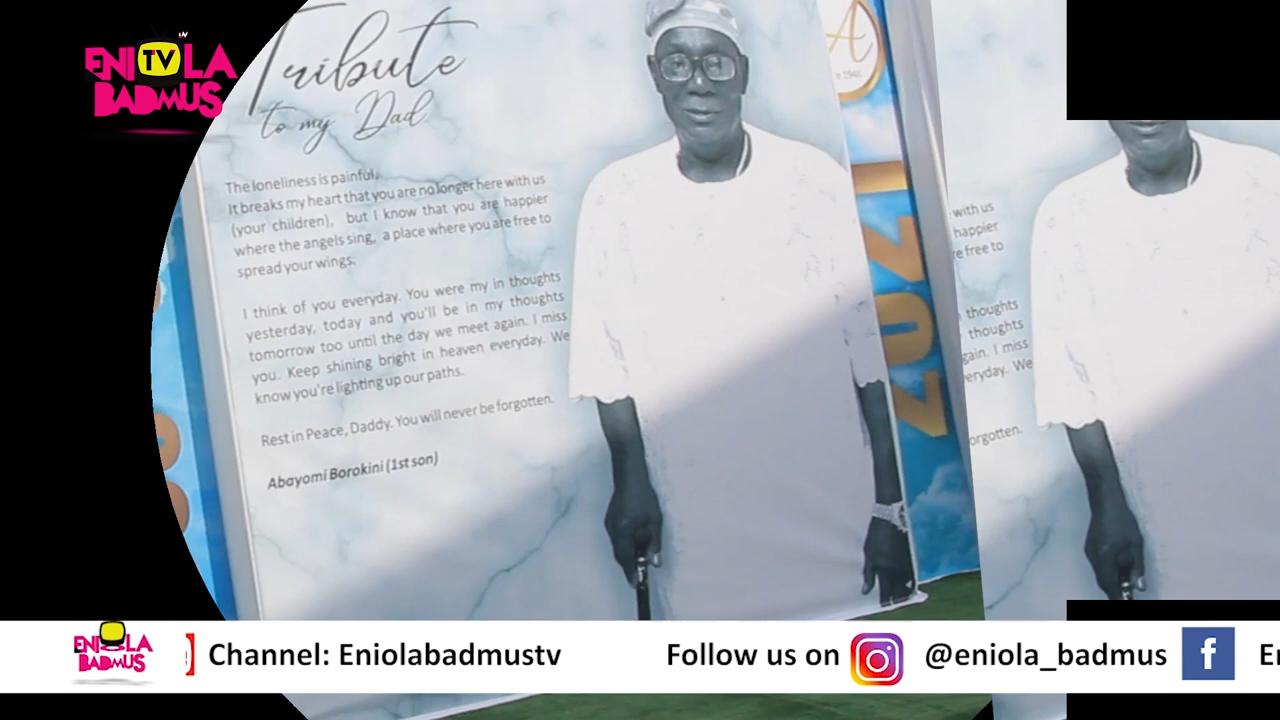 IN
ENIOLA
TV
BADMUS
Tribute
to my Dad
The loneliness is painful,
It breaks my heart that you are no longer here with us
(your children), but I know that you are happier
where the angels sing, a place where you are free to
spread your wings.
I think of you everyday. You were my in thoughts
yesterday, today and you'll be in my thoughts
tomorrow too until the day we meet again. I miss
you. Keep shining bright in heaven everyday. We
know you're lighting up our paths.
Rest in Peace, Daddy. You will never be forgotten.
Abayomi Borokini (1st son)
A
1946
2021
with us
happier
re free to
thoughts
thoughts
gain. I miss
eryday. We
orgotten.
ENIOLA
BADMUS
Channel: Eniolabadmustv
Follow us on
@eniola_badmus
f